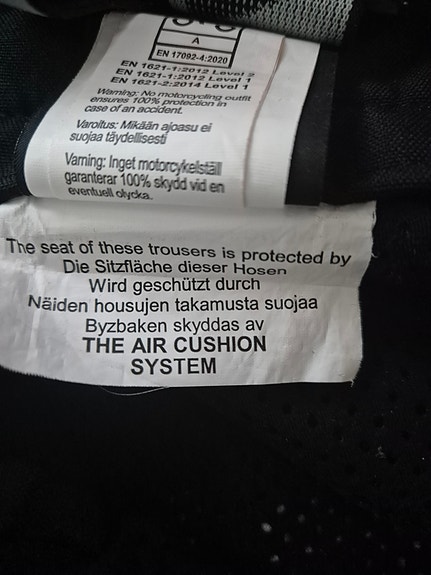 A
EN 17092-4:2020
EN 1621-1:2012 Level 2
EN 1621-1:2012 Level 1
EN 1621-2:2014 Level 1
Warning: No motorcycling outfit
ensures 100% protection in
case of an accident.
Varoitus: Mikään ajoasu ei
suojaa täydellisesti
Varning: Inget motorcykelställ
garanterar 100% skydd vid en
eventuell olycka.
The seat of these trousers is protected by
Die Sitzfläche dieser Hosen
Wird geschützt durch
Näiden housujen takamusta suojaa
Byzbaken skyddas av
THE AIR CUSHION
SYSTEM